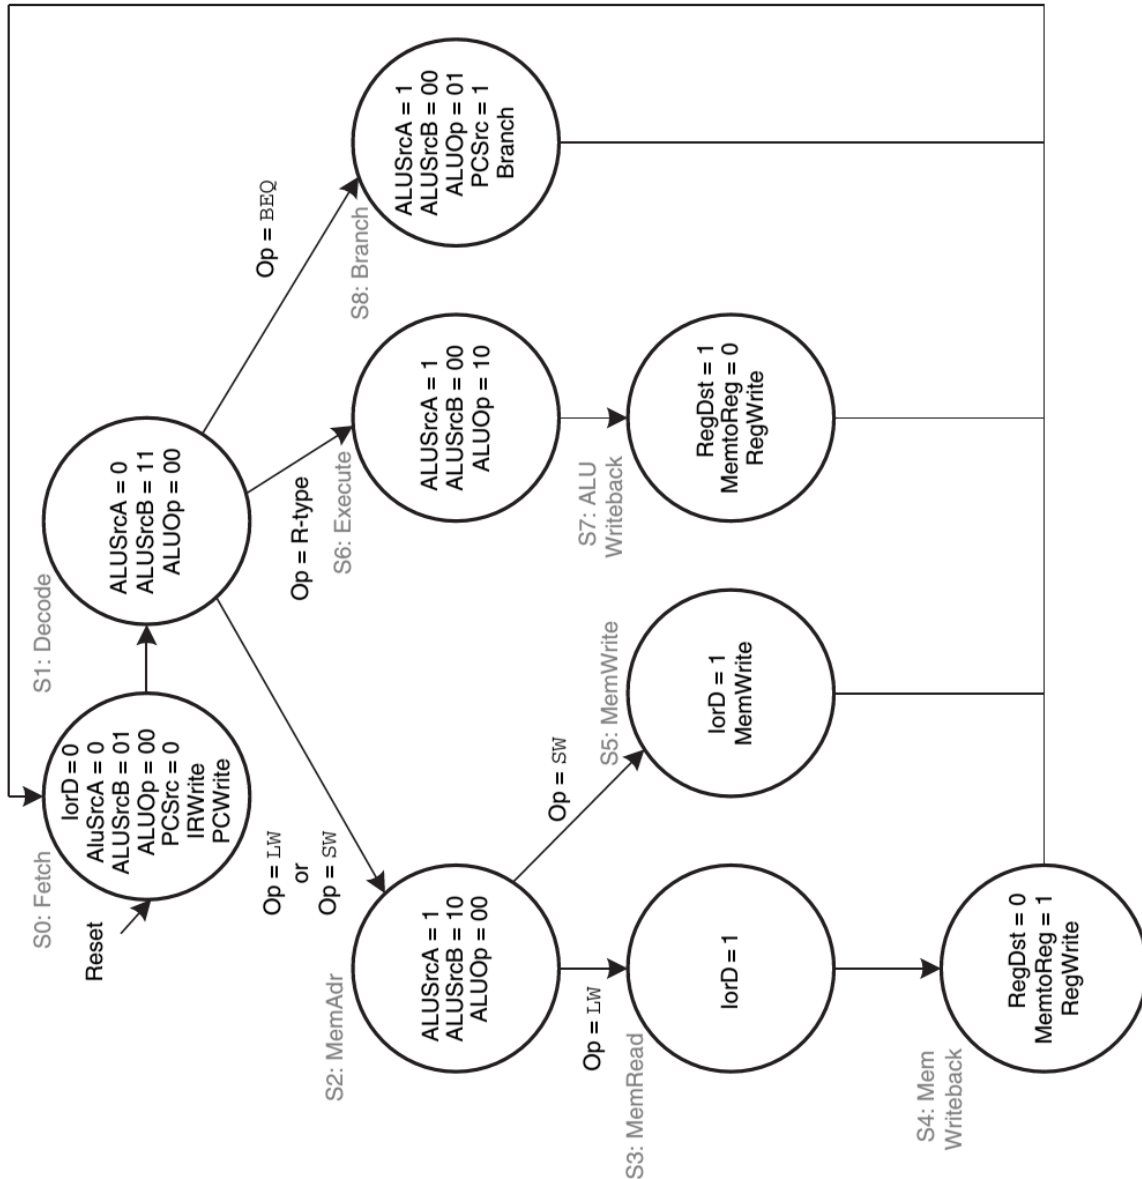 Reset
S0: Fetch
IorD = 0
AluSrcA = 0
ALUSrcB = 01
ALUOp = 00
PCSrc = 0
IRWrite
PCWrite
S1: Decode
ALUSrcA = 0
ALUSrcB = 11
ALUOp = 00
Op = LW
or
Op = SW
Op = R-type
Op = BEQ
S2: MemAdr
ALUSrcA = 1
ALUSrcB = 10
ALUOp = 00
S6: Execute
ALUSrcA = 1
ALUSrcB = 00
ALUOp = 10
S8: Branch
ALUSrcA = 1
ALUSrcB = 00
ALUOp = 01
PCSrc = 1
Branch
Op = LW
Op = SW
S3: MemRead
IorD = 1
S5: MemWrite
IorD = 1
MemWrite
S7: ALU
Writeback
RegDst = 1
MemtoReg = 0
RegWrite
S4: Mem
Writeback
RegDst = 0
MemtoReg = 1
RegWrite